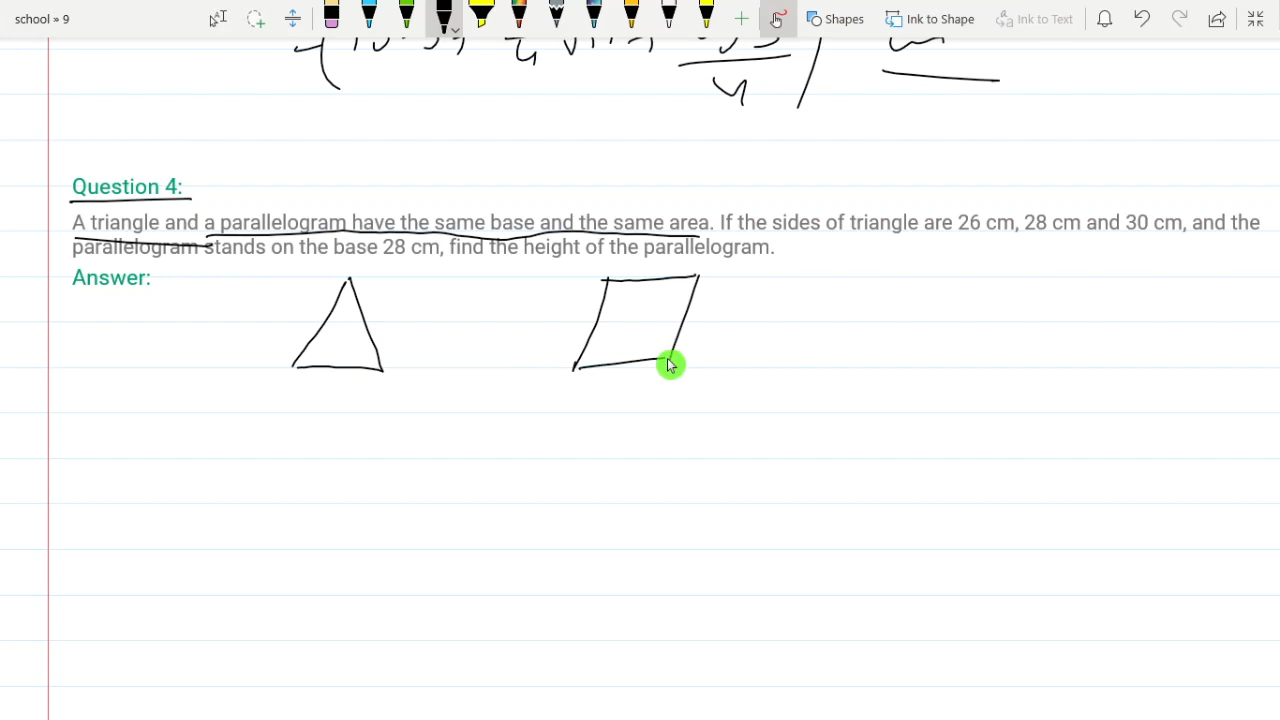 school » 9
Shapes
Ink to Shape
Ink to Text
Question 4:
A triangle and a parallelogram have the same base and the same area. If the sides of triangle are 26 cm, 28 cm and 30 cm, and the
parallelogram stands on the base 28 cm, find the height of the parallelogram.
Answer: